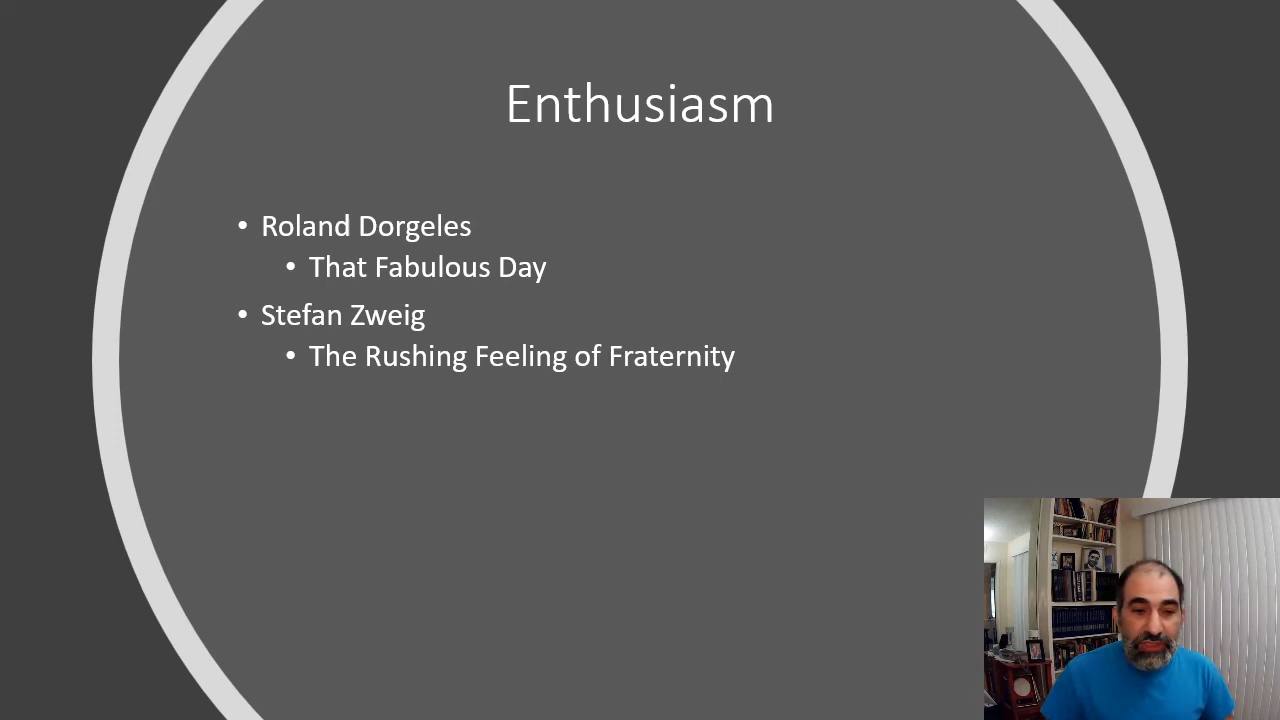 Enthusiasm
• Roland Dorgeles
• That Fabulous Day
• Stefan Zweig
• The Rushing Feeling of Fraternity